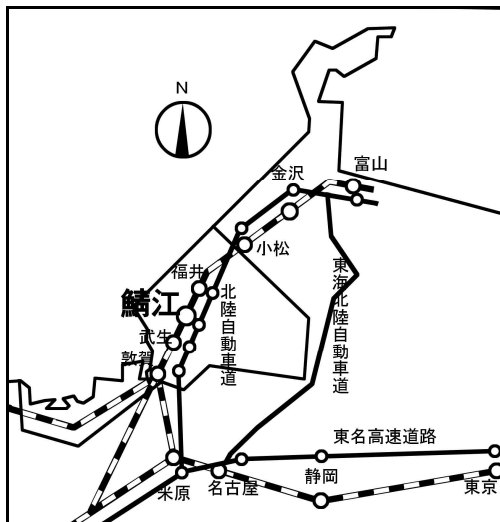 N
富山
金沢
小松
福井
鯖江
武生
敦賀
北陸自動車道
東海北陸自動車道
東名高速道路
米原
名古屋
静岡
東京